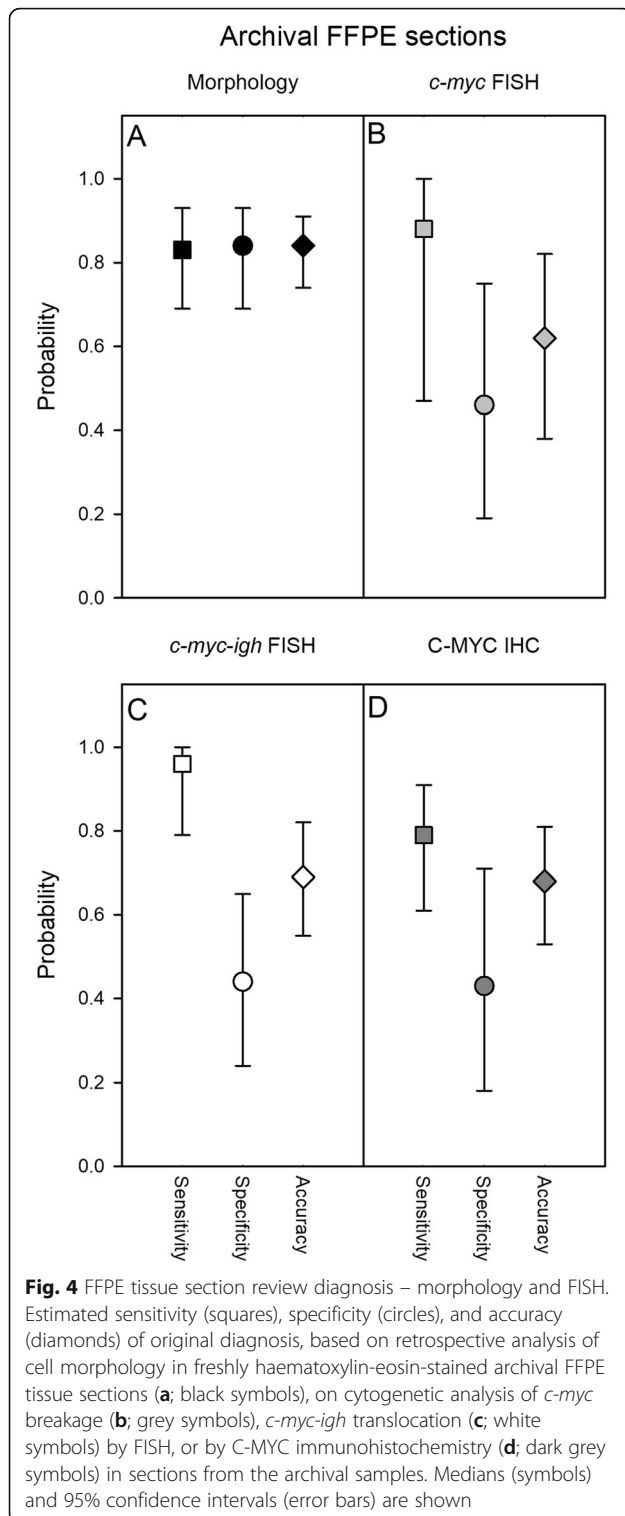 Archival FFPE sections
Morphology
c-myc FISH
A
B
Probability
1.0
0.8
0.6
0.4
0.2
0.0
c-myc-igh FISH
C-MYC IHC
C
D
Probability
1.0
0.8
0.6
0.4
0.2
0.0
Sensitivity
Specificity
Accuracy
Sensitivity
Specificity
Accuracy
Fig. 4 FFPE tissue section review diagnosis – morphology and FISH.
Estimated sensitivity (squares), specificity (circles), and accuracy
(diamonds) of original diagnosis, based on retrospective analysis of
cell morphology in freshly haematoxylin-eosin-stained archival FFPE
tissue sections (a; black symbols), on cytogenetic analysis of c-myc
breakage (b; grey symbols), c-myc-igh translocation (c; white
symbols) by FISH, or by C-MYC immunohistochemistry (d; dark grey
symbols) in sections from the archival samples. Medians (symbols)
and 95% confidence intervals (error bars) are shown